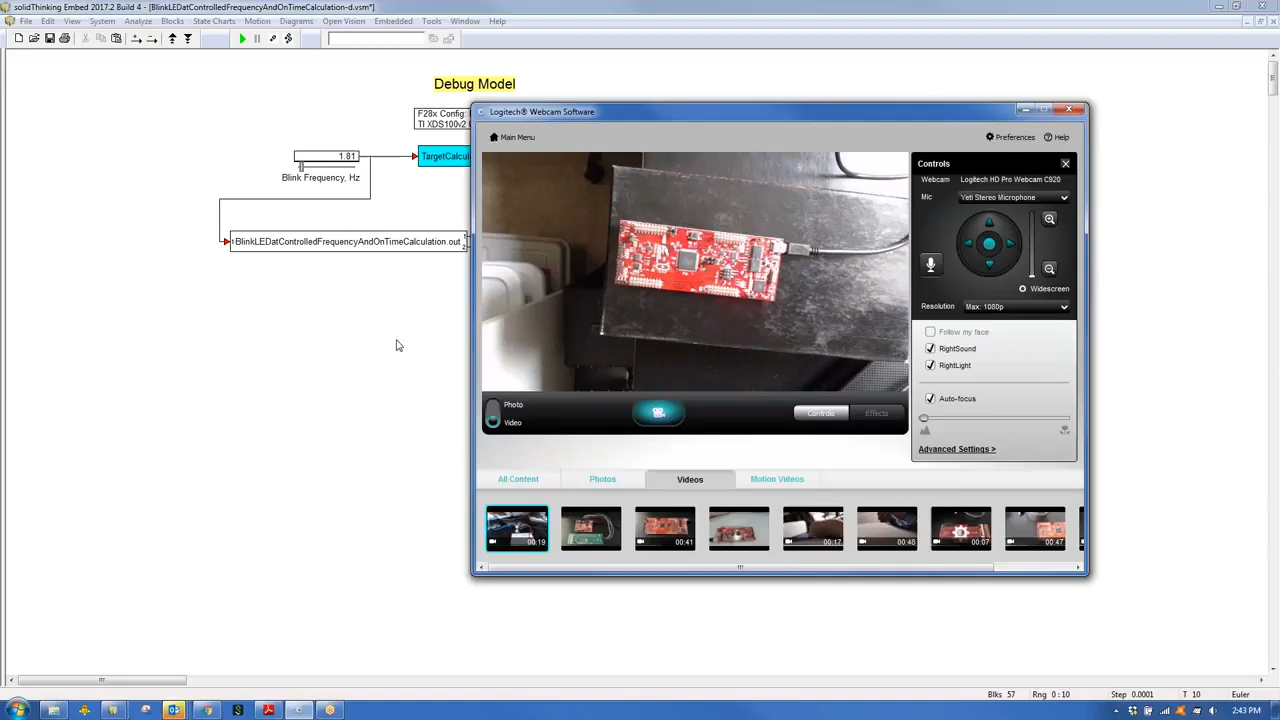 solidThinking Embed 2017.2 Build 4 - [BlinkLEDatControlledFrequencyAndOnTimeCalculation-d.vsm*]
File Edit View System Analyze Blocks State Charts Motion Diagrams Open Vision Embedded Tools Window Help
Debug Model
F28x Config:
TI XDS100v2
1.81
Blink Frequency, Hz
TargetCalcul
1 BlinkLEDatControlledFrequencyAndOnTimeCalculation.out 1
2
Logitech® Webcam Software
Main Menu
Preferences Help
Controls
Webcam Logitech HD Pro Webcam C920
Mic Yeti Stereo Microphone
Widescreen
Resolution Max: 1080p
Follow my face
RightSound
RightLight
Auto-focus
Advanced Settings >
Photo
Video
Controls Effects
All Content Photos Videos Motion Videos
00:19 00:41 00:17 00:48 00:07 00:47
Blks 57 Rng 0 : 10 Step 0.0001 T 10 Euler
2:43 PM